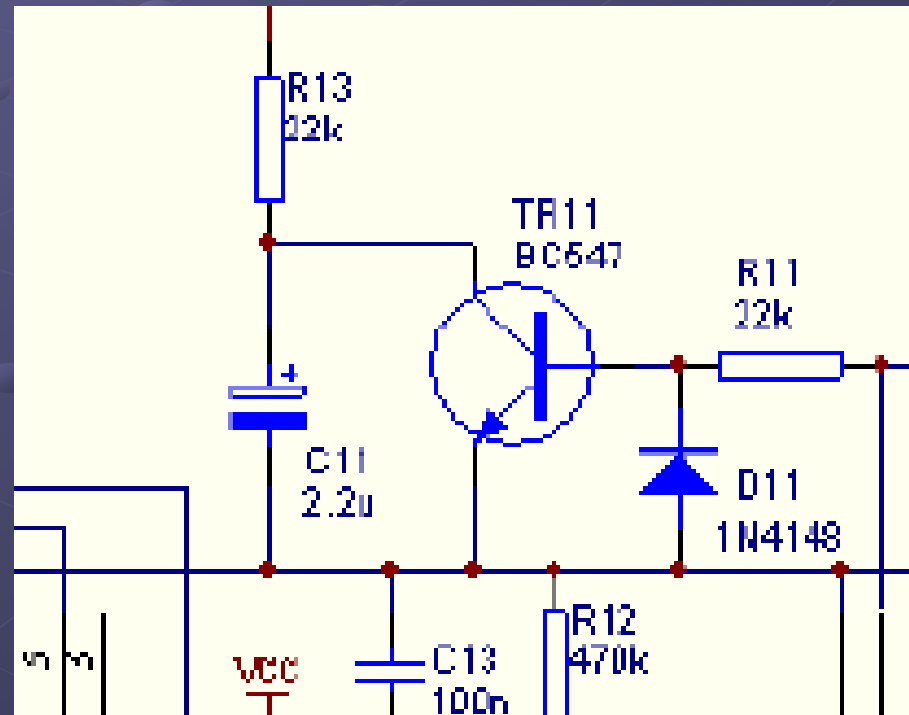 R13
22k
TR11
BC547
R11
22k
C11
2.2u
D11
1N4148
R12
470k
C13
100n
VCC